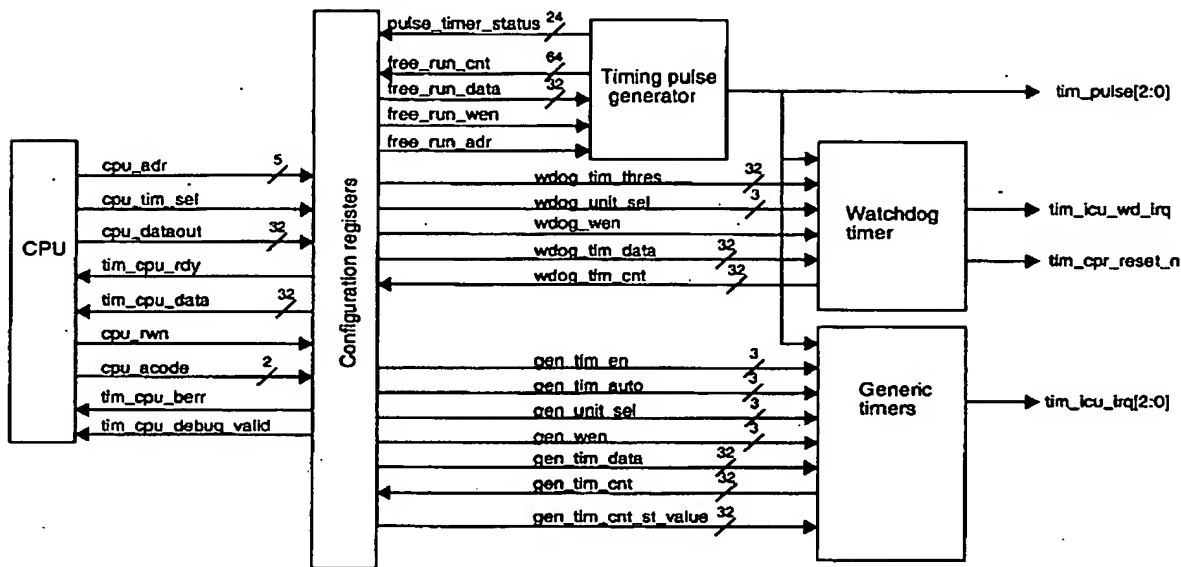 pulse_timer_status 24
free_run_cnt 64
free_run_data 32
free_run_wen
free_run_adr
Timing pulse
generator
tim_pulse[2:0]
CPU
cpu_adr 5
cpu_tim_sel
cpu_dataout 32
tim_cpu_rdy
tim_cpu_data 32
cpu_rwn
cpu_acode 2
tim_cpu_berr
tim_cpu_debug_valid
Configuration registers
wdog_tim_thres 32
wdog_unit_sel 3
wdog_wen
wdog_tim_data 32
wdog_tim_cnt 32
Watchdog
timer
tim_icu_wd_irq
tim_cpr_reset_n
gen_tim_en 3
gen_tim_auto 3
gen_unit_sel 3
gen_wen 3
gen_tim_data 32
gen_tim_cnt 32
gen_tim_cnt_st_value 32
Generic
timers
tim_icu_irq[2:0]